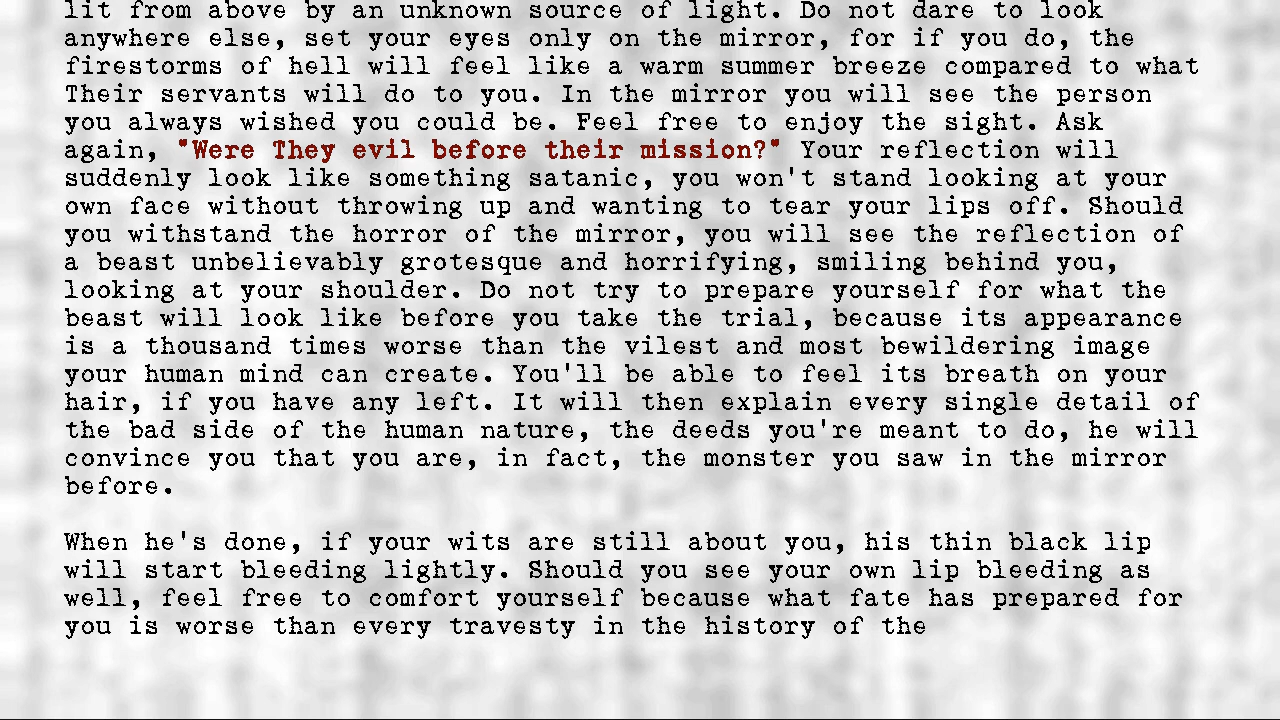 lit from above by an unknown source of light. Do not dare to look
anywhere else, set your eyes only on the mirror, for if you do, the
firestorms of hell will feel like a warm summer breeze compared to what
Their servants will do to you. In the mirror you will see the person
you always wished you could be. Feel free to enjoy the sight. Ask
again, "Were They evil before their mission?" Your reflection will
suddenly look like something satanic, you won't stand looking at your
own face without throwing up and wanting to tear your lips off. Should
you withstand the horror of the mirror, you will see the reflection of
a beast unbelievably grotesque and horrifying, smiling behind you,
looking at your shoulder. Do not try to prepare yourself for what the
beast will look like before you take the trial, because its appearance
is a thousand times worse than the vilest and most bewildering image
your human mind can create. You'll be able to feel its breath on your
hair, if you have any left. It will then explain every single detail of
the bad side of the human nature, the deeds you're meant to do, he will
convince you that you are, in fact, the monster you saw in the mirror
before.
When he's done, if your wits are still about you, his thin black lip
will start bleeding lightly. Should you see your own lip bleeding as
well, feel free to comfort yourself because what fate has prepared for
you is worse than every travesty in the history of the